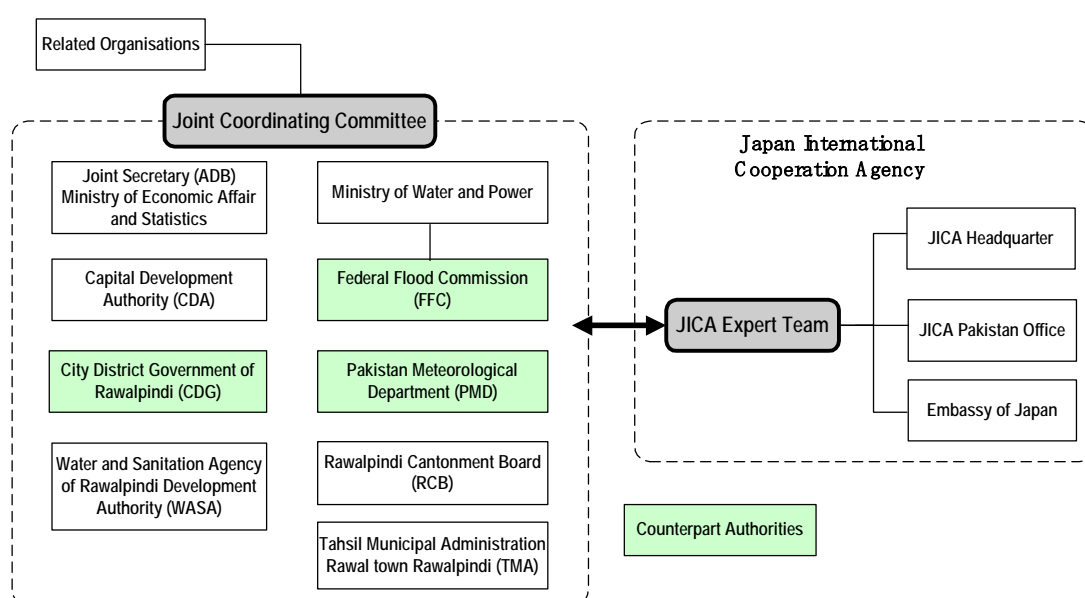 Related Organisations
Joint Coordinating Committee
Joint Secretary (ADB)
Ministry of Economic Affair
and Statistics
Ministry of Water and Power
Capital Development
Authority (CDA)
Federal Flood Commission
(FFC)
City District Government of
Rawalpindi (CDG)
Pakistan Meteorological
Department (PMD)
Water and Sanitation Agency
of Rawalpindi Development
Authority (WASA)
Rawalpindi Cantonment Board
(RCB)
Tahsil Municipal Administration
Rawal town Rawalpindi (TMA)
Japan International
Cooperation Agency
JICA Expert Team
JICA Headquarter
JICA Pakistan Office
Embassy of Japan
Counterpart Authorities